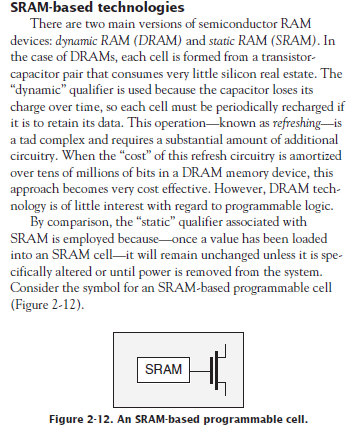 SRAM-based technologies
There are two main versions of semiconductor RAM
devices: dynamic RAM (DRAM) and static RAM (SRAM). In
the case of DRAMs, each cell is formed from a transistor-
capacitor pair that consumes very little silicon real estate. The
“dynamic” qualifier is used because the capacitor loses its
charge over time, so each cell must be periodically recharged if
it is to retain its data. This operation—known as refreshing—is
a tad complex and requires a substantial amount of additional
circuitry. When the “cost” of this refresh circuitry is amortized
over tens of millions of bits in a DRAM memory device, this
approach becomes very cost effective. However, DRAM tech-
nology is of little interest with regard to programmable logic.
By comparison, the “static” qualifier associated with
SRAM is employed because—once a value has been loaded
into an SRAM cell—it will remain unchanged unless it is spe-
cifically altered or until power is removed from the system.
Consider the symbol for an SRAM-based programmable cell
(Figure 2-12).
SRAM
Figure 2-12. An SRAM-based programmable cell.